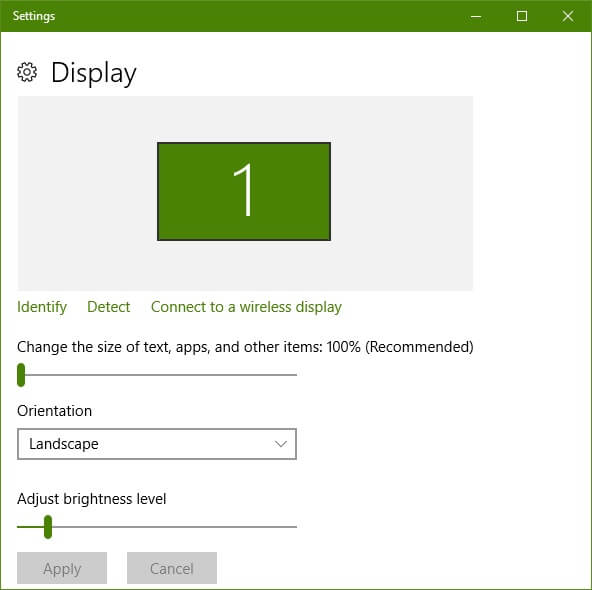 Settings
Display
1
Identify Detect Connect to a wireless display
Change the size of text, apps, and other items: 100% (Recommended)
Orientation
Landscape
Adjust brightness level
Apply Cancel